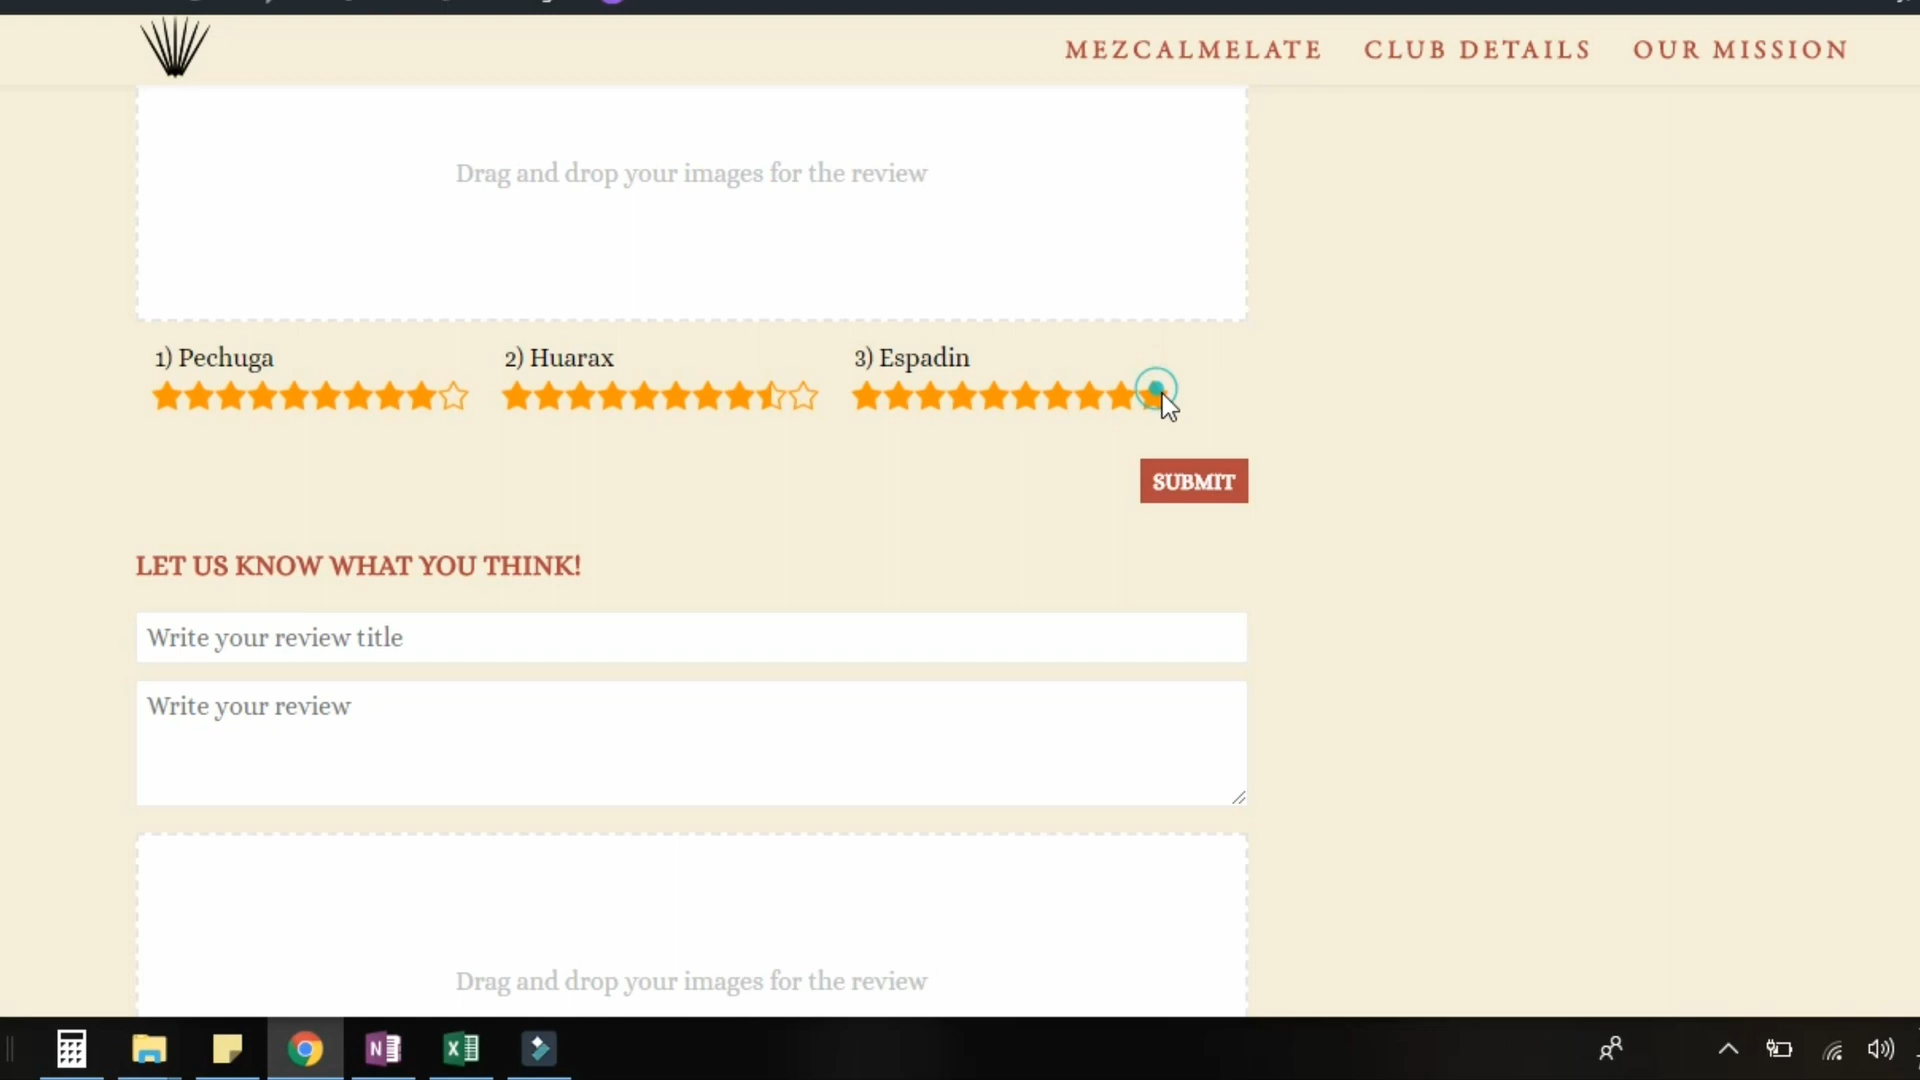 MEZCALMELATE CLUB DETAILS OUR MISSION
Drag and drop your images for the review
1) Pechuga 2) Huarax 3) Espadin
SUBMIT
LET US KNOW WHAT YOU THINK!
Write your review title
Write your review
Drag and drop your images for the review